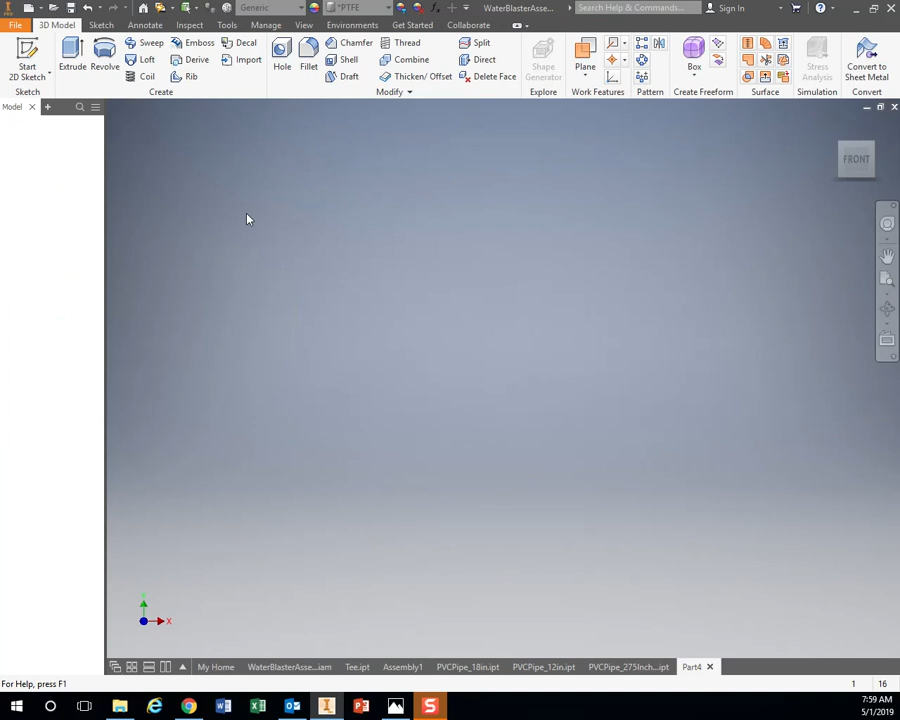 Generic *PTFE WaterBlasterAsse... Search Help & Commands... Sign In
File 3D Model Sketch Annotate Inspect Tools Manage View Environments Get Started Collaborate
Start 2D Sketch
Extrude
Revolve
Sweep Emboss Decal
Loft Derive Import
Coil Rib
Hole
Fillet
Chamfer Thread Split
Shell Combine Direct
Draft Thicken/ Offset Delete Face
Shape Generator
Plane
Box
Stress Analysis
Convert to Sheet Metal
Sketch Create Modify Explore Work Features Pattern Create Freeform Surface Simulation Convert
Model
FRONT
X
My Home WaterBlasterAsse...iam Tee.ipt Assembly1 PVCPipe_18in.ipt PVCPipe_12in.ipt PVCPipe_275Inch...ipt Part4
For Help, press F1 1 16
7:59 AM
5/1/2019